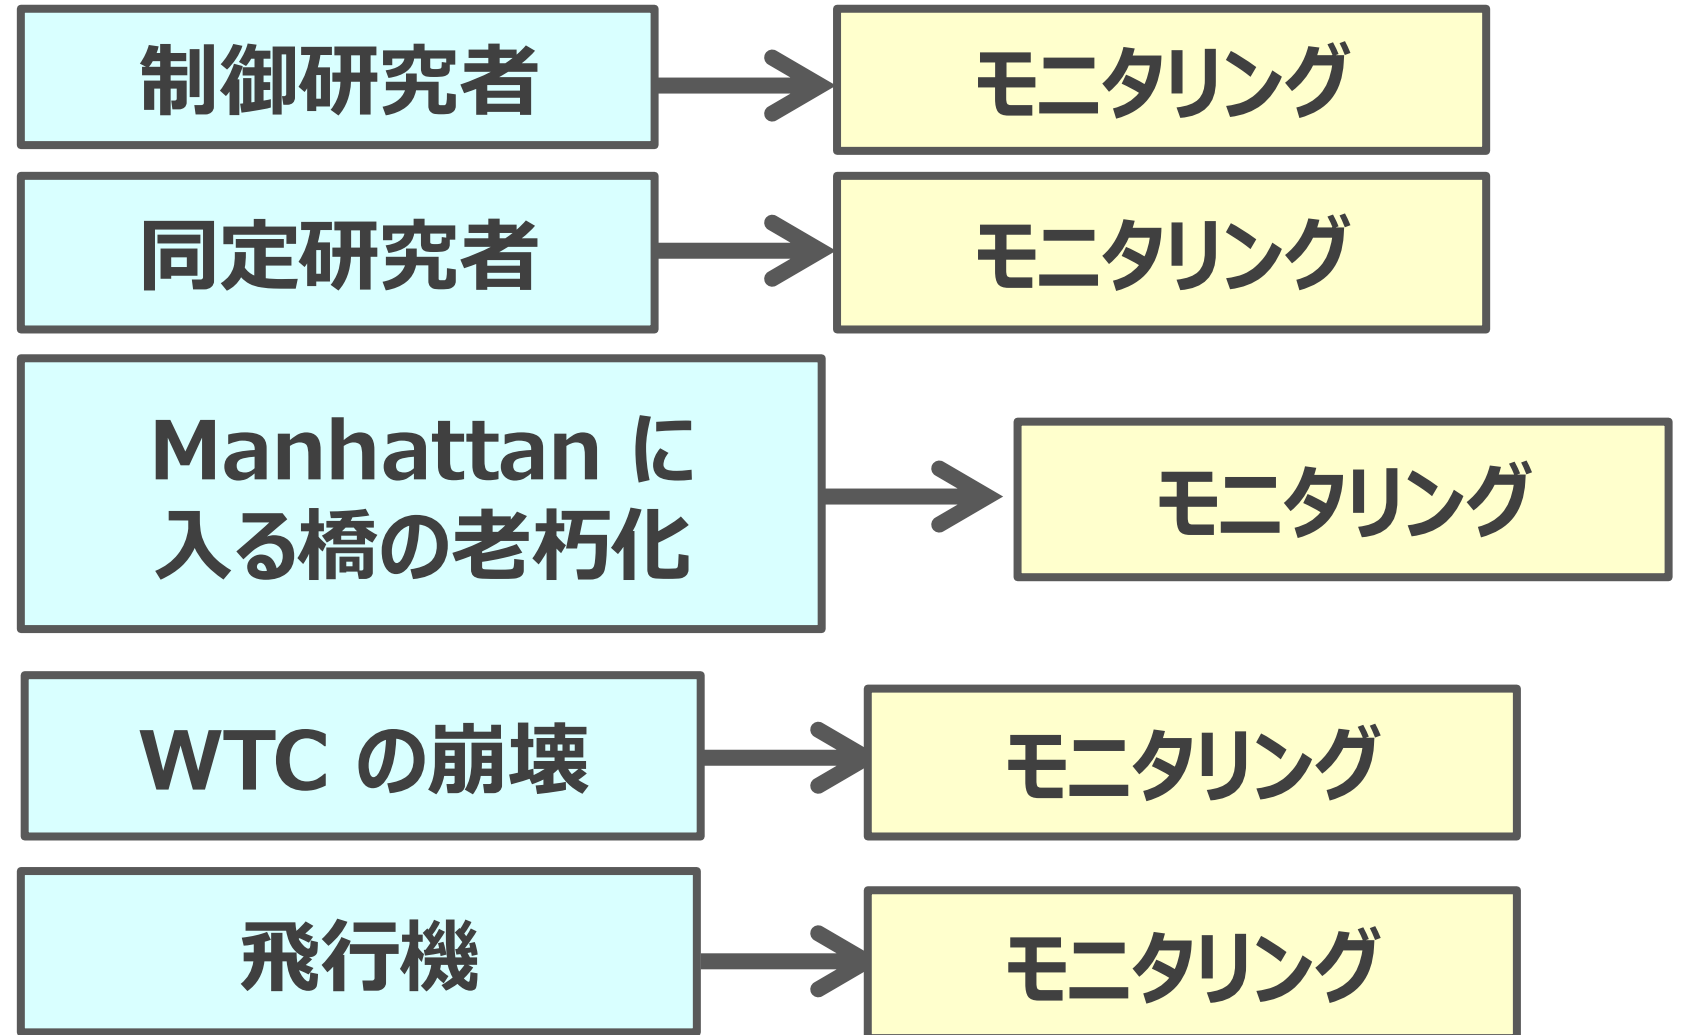 制御研究者
モニタリング
同定研究者
モニタリング
Manhattan に
入る橋の老朽化
モニタリング
WTC の崩壊
モニタリング
飛行機
モニタリング